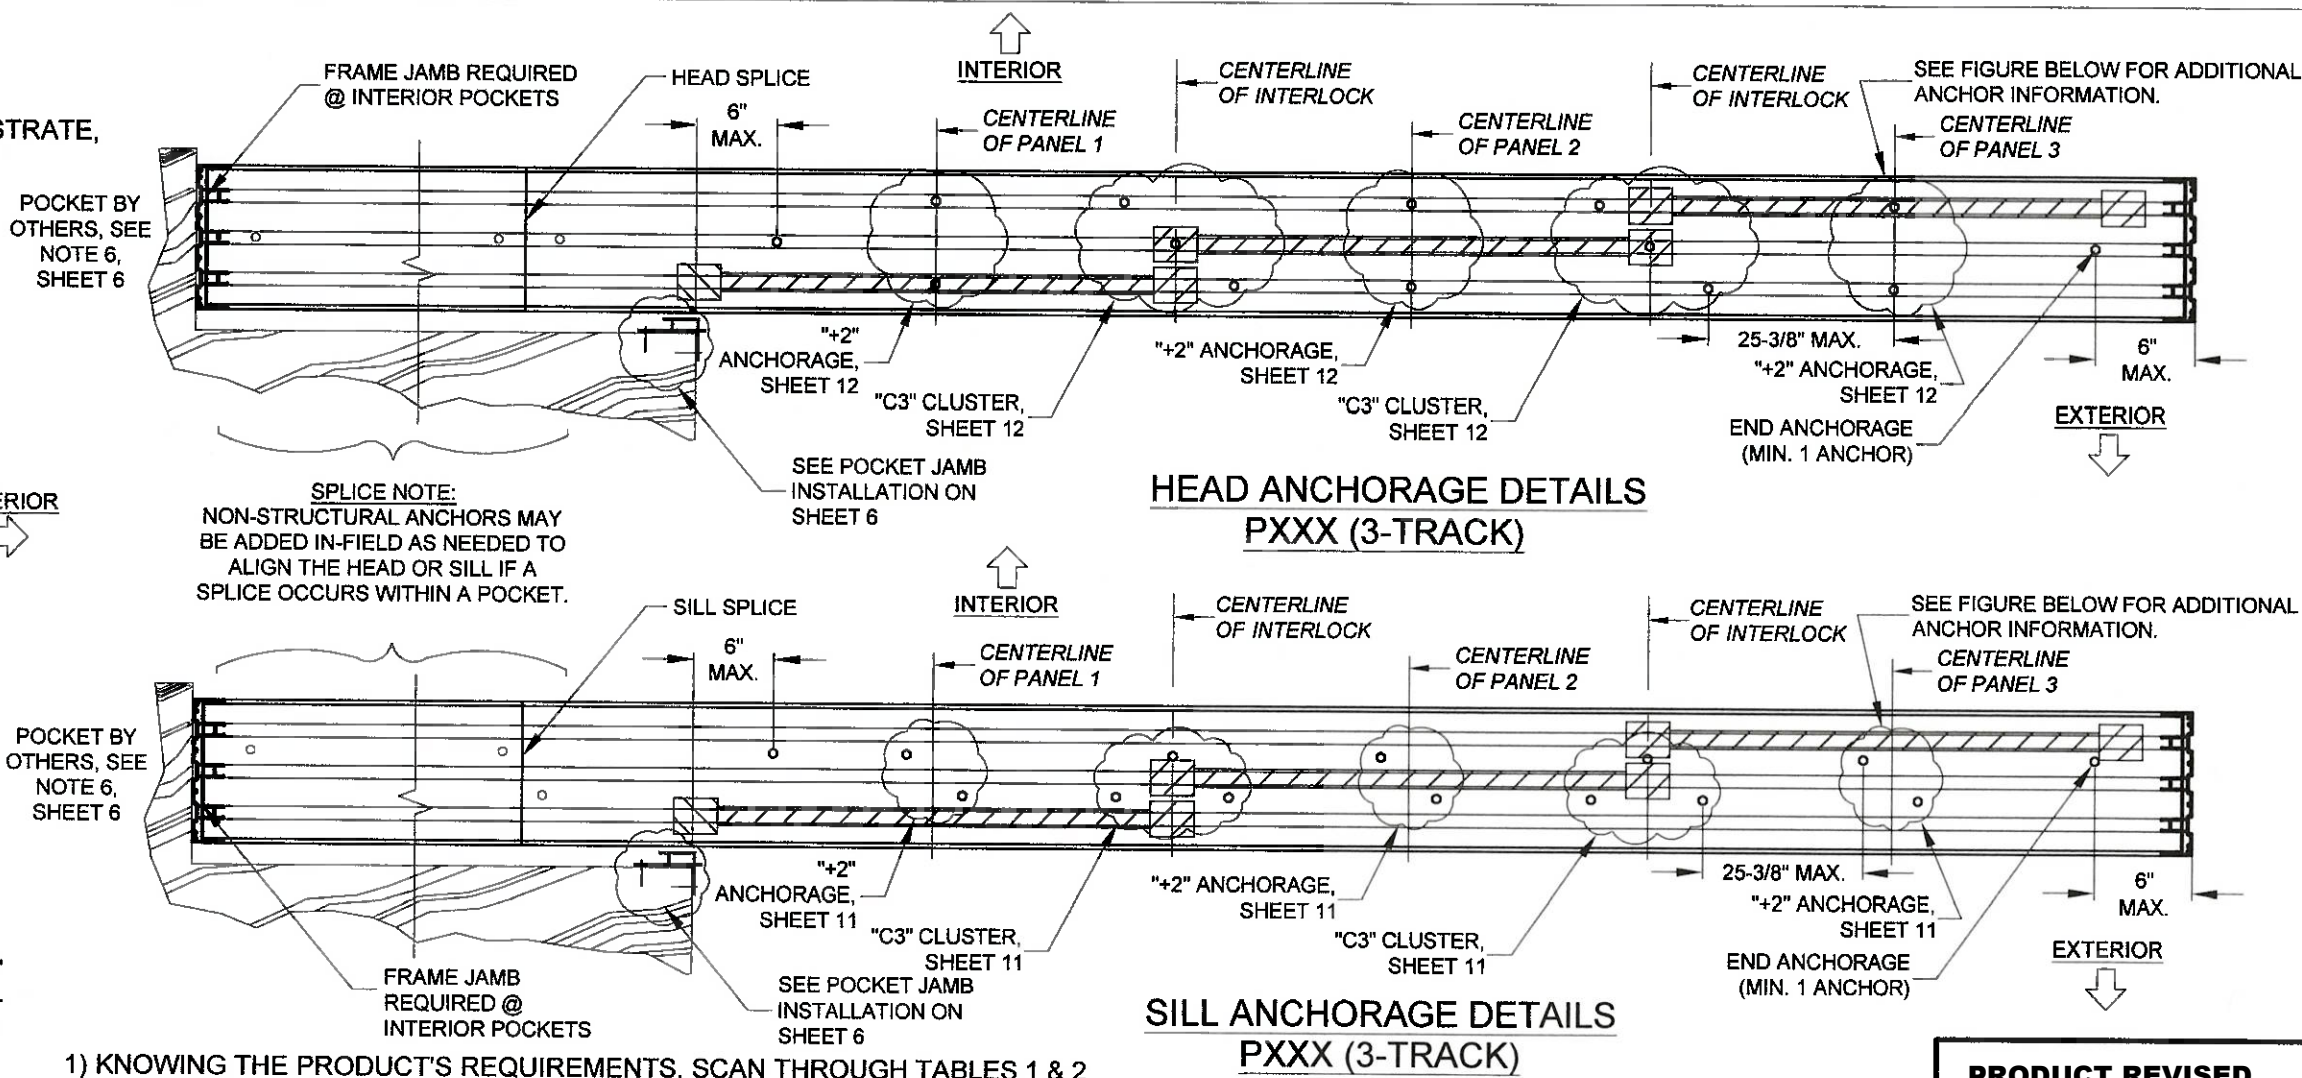 STRATE,
FRAME JAMB REQUIRED
@ INTERIOR POCKETS
HEAD SPLICE
6"
MAX.
INTERIOR
CENTERLINE
OF PANEL 1
CENTERLINE
OF INTERLOCK
CENTERLINE
OF PANEL 2
CENTERLINE
OF INTERLOCK
SEE FIGURE BELOW FOR ADDITIONAL
ANCHOR INFORMATION.
CENTERLINE
OF PANEL 3
POCKET BY
OTHERS, SEE
NOTE 6,
SHEET 6
"+2"
ANCHORAGE,
SHEET 12
"C3" CLUSTER,
SHEET 12
"+2" ANCHORAGE,
SHEET 12
"C3" CLUSTER,
SHEET 12
25-3/8" MAX.
"+2" ANCHORAGE,
SHEET 12
6"
MAX.
END ANCHORAGE
(MIN. 1 ANCHOR)
EXTERIOR
SEE POCKET JAMB
INSTALLATION ON
SHEET 6
HEAD ANCHORAGE DETAILS
PXXX (3-TRACK)
ERIOR
SPLICE NOTE:
NON-STRUCTURAL ANCHORS MAY
BE ADDED IN-FIELD AS NEEDED TO
ALIGN THE HEAD OR SILL IF A
SPLICE OCCURS WITHIN A POCKET.
SILL SPLICE
6"
MAX.
INTERIOR
CENTERLINE
OF PANEL 1
CENTERLINE
OF INTERLOCK
CENTERLINE
OF PANEL 2
CENTERLINE
OF INTERLOCK
SEE FIGURE BELOW FOR ADDITIONAL
ANCHOR INFORMATION.
CENTERLINE
OF PANEL 3
POCKET BY
OTHERS, SEE
NOTE 6,
SHEET 6
"+2"
ANCHORAGE,
SHEET 11
"C3" CLUSTER,
SHEET 11
"+2" ANCHORAGE,
SHEET 11
"C3" CLUSTER,
SHEET 11
25-3/8" MAX.
"+2" ANCHORAGE,
SHEET 11
6"
MAX.
END ANCHORAGE
(MIN. 1 ANCHOR)
EXTERIOR
FRAME JAMB
REQUIRED @
INTERIOR POCKETS
SEE POCKET JAMB
INSTALLATION ON
SHEET 6
SILL ANCHORAGE DETAILS
PXXX (3-TRACK)
1) KNOWING THE PRODUCT'S REQUIREMENTS, SCAN THROUGH TABLES 1 & 2
PRODUCT REVISED